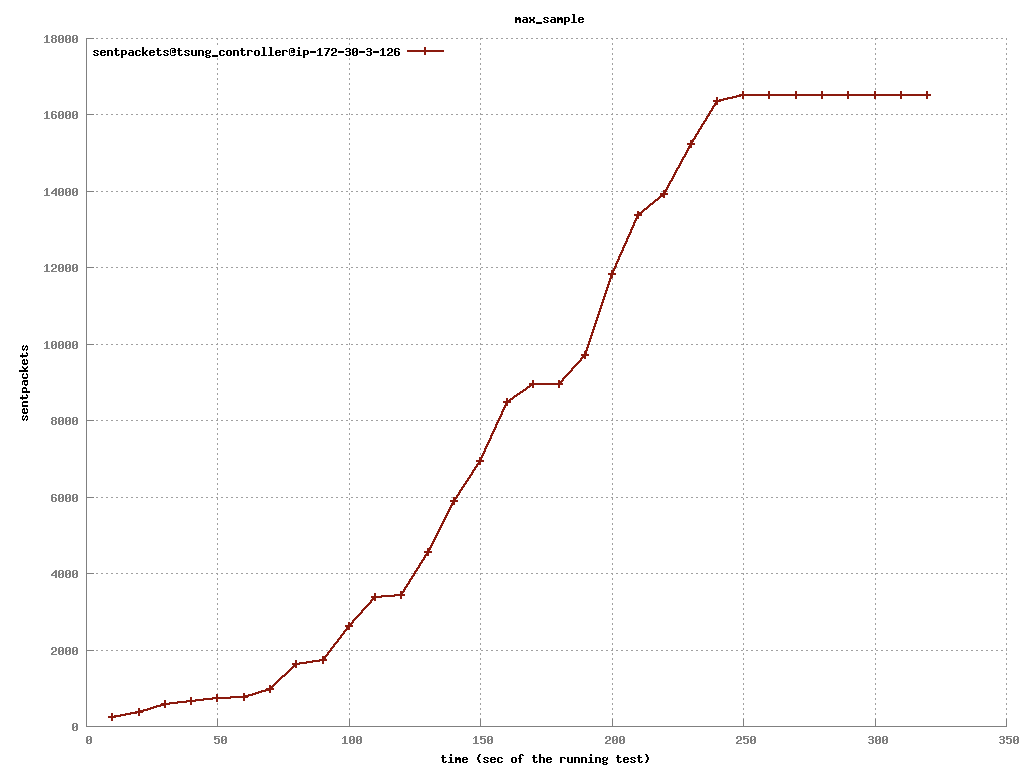 max_sample
sentpackets@tsung_controller@ip-172-30-3-126
18000
16000
14000
12000
10000
8000
6000
4000
2000
0
sentpackets
0 50 100 150 200 250 300 350
time (sec of the running test)